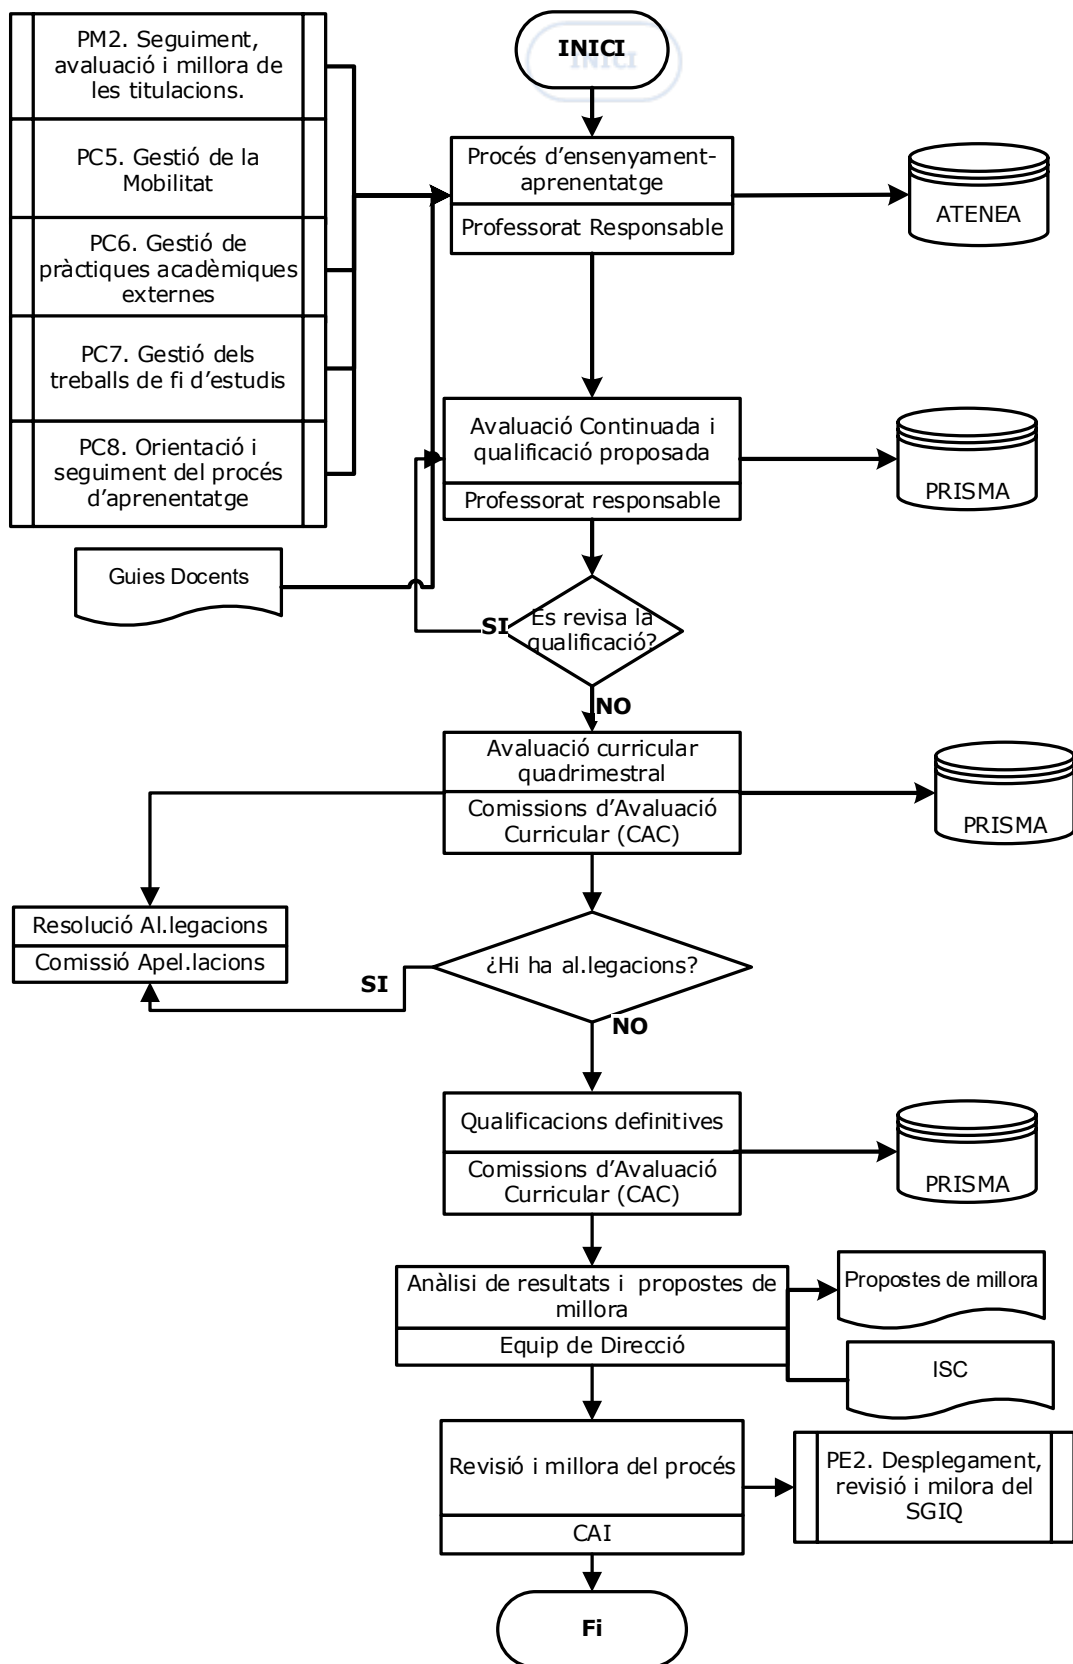 INICI
INICI
PM2. Seguiment,
avaluació i millora de
les titulacions.
PC5. Gestió de la
Mobilitat
PC6. Gestió de
pràctiques acadèmiques
externes
PC7. Gestió dels
treballs de fi d'estudis
PC8. Orientació i
seguiment del procés
d'aprenentatge
Guies Docents
Procés d'ensenyament-
aprenentatge
Professorat Responsable
ATENEA
Avaluació Continuada i
qualificació proposada
Professorat responsable
PRISMA
Es revisa la
qualificació?
SI
NO
Avaluació curricular
quadrimestral
Comissions d'Avaluació
Curricular (CAC)
PRISMA
Resolució Al.legacions
Comissió Apel.lacions
¿Hi ha al.legacions?
SI
NO
Qualificacions definitives
Comissions d'Avaluació
Curricular (CAC)
PRISMA
Anàlisi de resultats i propostes de
millora
Equip de Direcció
Propostes de millora
ISC
Revisió i millora del procés
CAI
PE2. Desplegament,
revisió i milora del
SGIQ
Fi